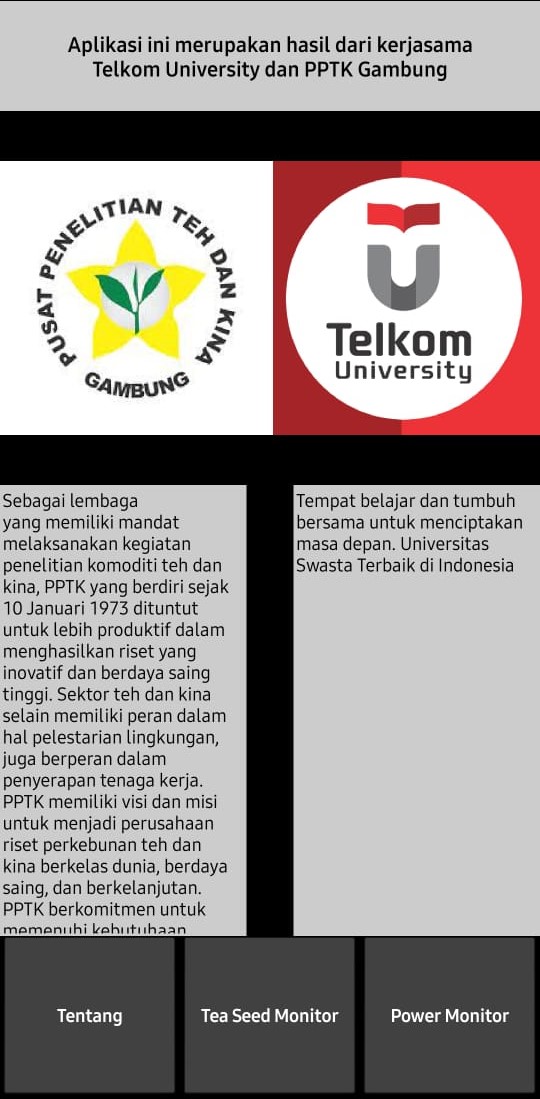 Aplikasi ini merupakan hasil dari kerjasama
Telkom University dan PPTK Gambung
PUSAT PENELITIAN TEH DAN KINA
GAMBUNG
Telkom
University
Sebagai lembaga
yang memiliki mandat
melaksanakan kegiatan
penelitian komoditi teh dan
kina, PPTK yang berdiri sejak
10 Januari 1973 dituntut
untuk lebih produktif dalam
menghasilkan riset yang
inovatif dan berdaya saing
tinggi. Sektor teh dan kina
selain memiliki peran dalam
hal pelestarian lingkungan,
juga berperan dalam
penyerapan tenaga kerja.
PPTK memiliki visi dan misi
untuk menjadi perusahaan
riset perkebunan teh dan
kina berkelas dunia, berdaya
saing, dan berkelanjutan.
PPTK berkomitmen untuk
memenuhi kebutuhaan
Tempat belajar dan tumbuh
bersama untuk menciptakan
masa depan. Universitas
Swasta Terbaik di Indonesia
Tentang
Tea Seed Monitor
Power Monitor